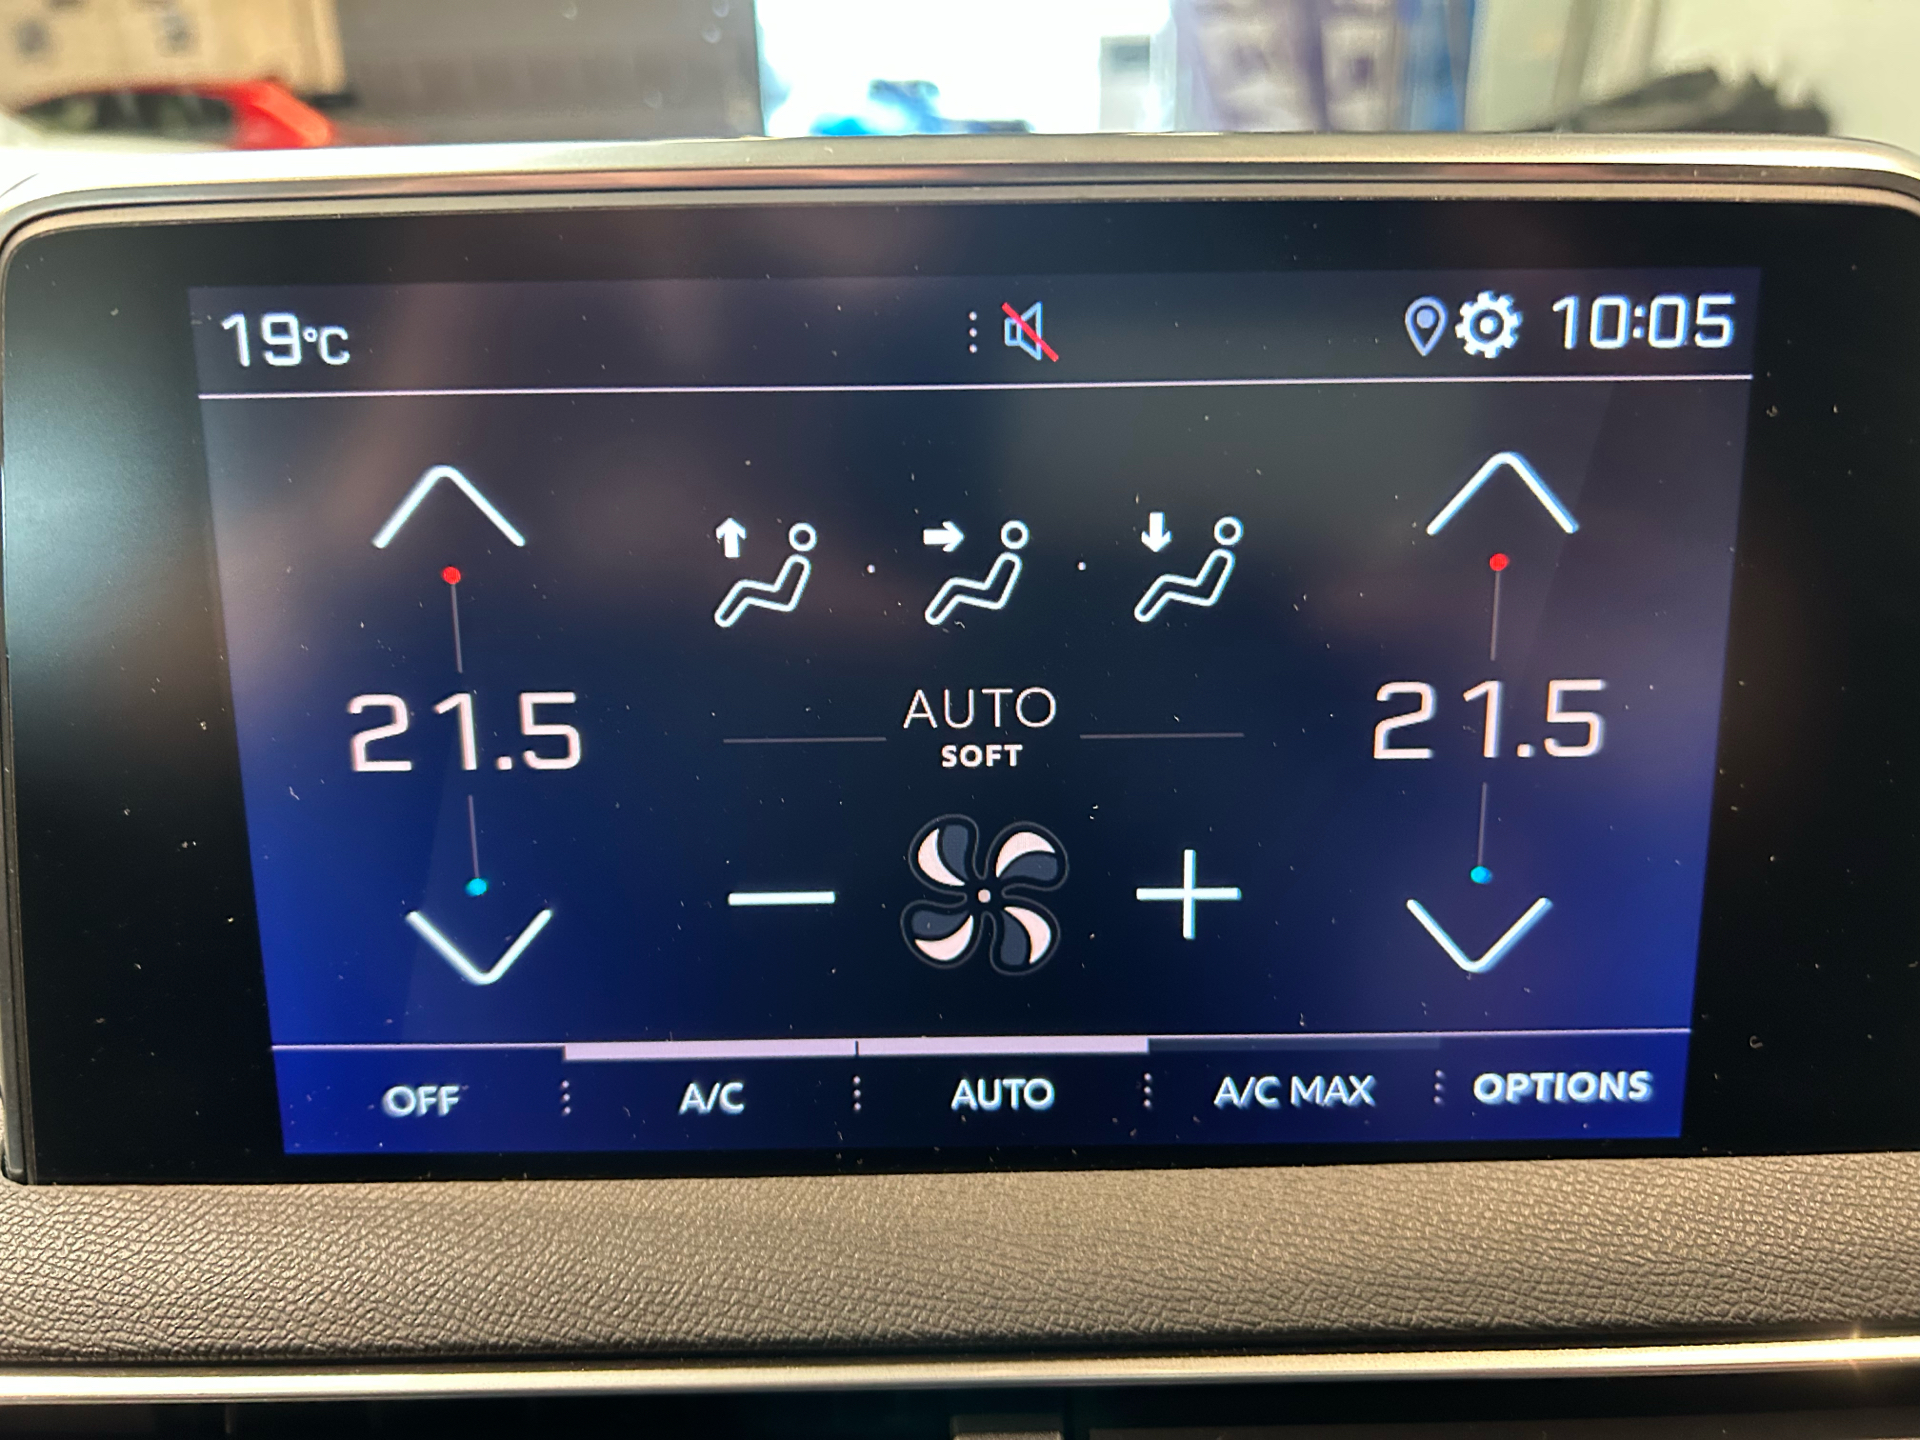 19°C
10:05
21.5
AUTO
SOFT
21.5
OFF
A/C
AUTO
A/C MAX
OPTIONS